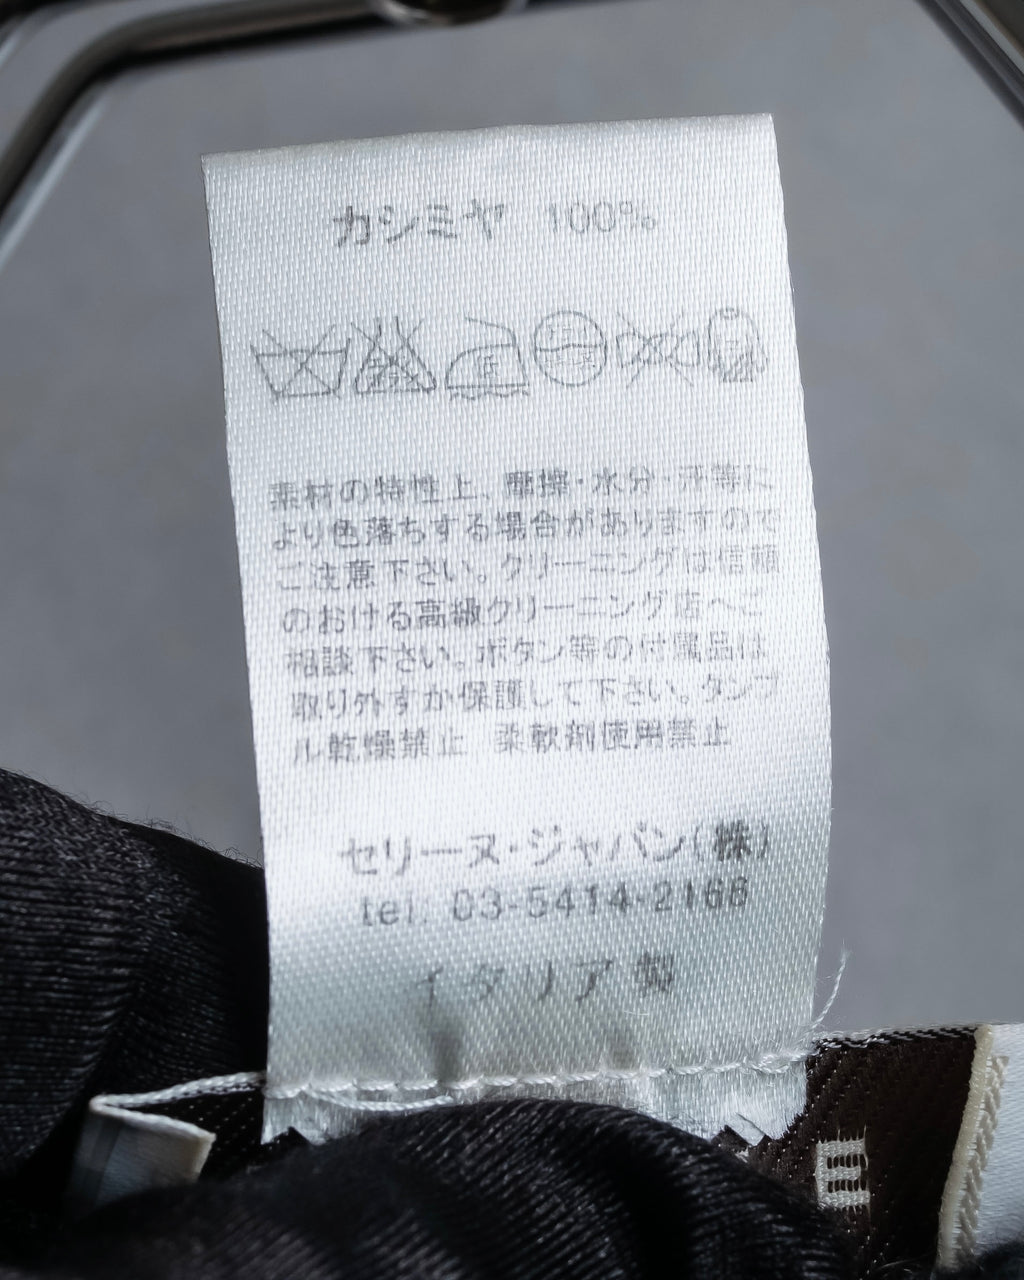 カシミヤ 100%
素材の特性上、摩擦・水分・汗等に
より色落ちする場合がありますので
ご注意下さい。クリーニングは信頼
のおける高級クリーニング店へご
相談下さい。ボタン等の付属品は
取り外すか保護して下さい。タンブ
ル乾燥禁止 柔軟剤使用禁止
セリーヌ・ジャパン(株)
tel. 03-5414-2168
イタリア製